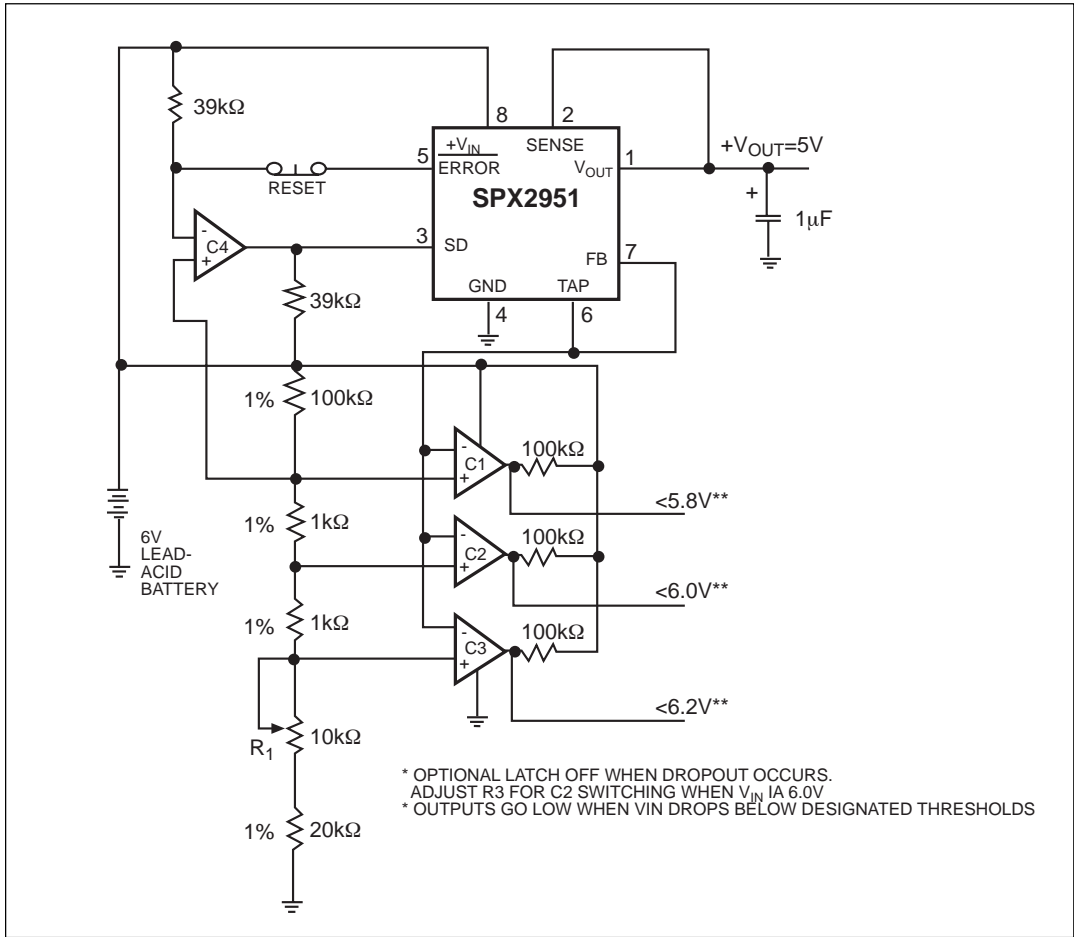 39kΩ
8
2
+VIN
SENSE
5
ERROR
VOUT
1
+VOUT=5V
RESET
SPX2951
+
1μF
-
C4
+
3
SD
FB
7
GND
TAP
39kΩ
4
6
1%
100kΩ
-
C1
+
100kΩ
<5.8V**
1%
1kΩ
6V
LEAD-
ACID
BATTERY
-
C2
+
100kΩ
<6.0V**
1%
1kΩ
-
C3
+
100kΩ
<6.2V**
R1
10kΩ
* OPTIONAL LATCH OFF WHEN DROPOUT OCCURS.
ADJUST R3 FOR C2 SWITCHING WHEN VIN IA 6.0V
* OUTPUTS GO LOW WHEN VIN DROPS BELOW DESIGNATED THRESHOLDS
1%
20kΩ